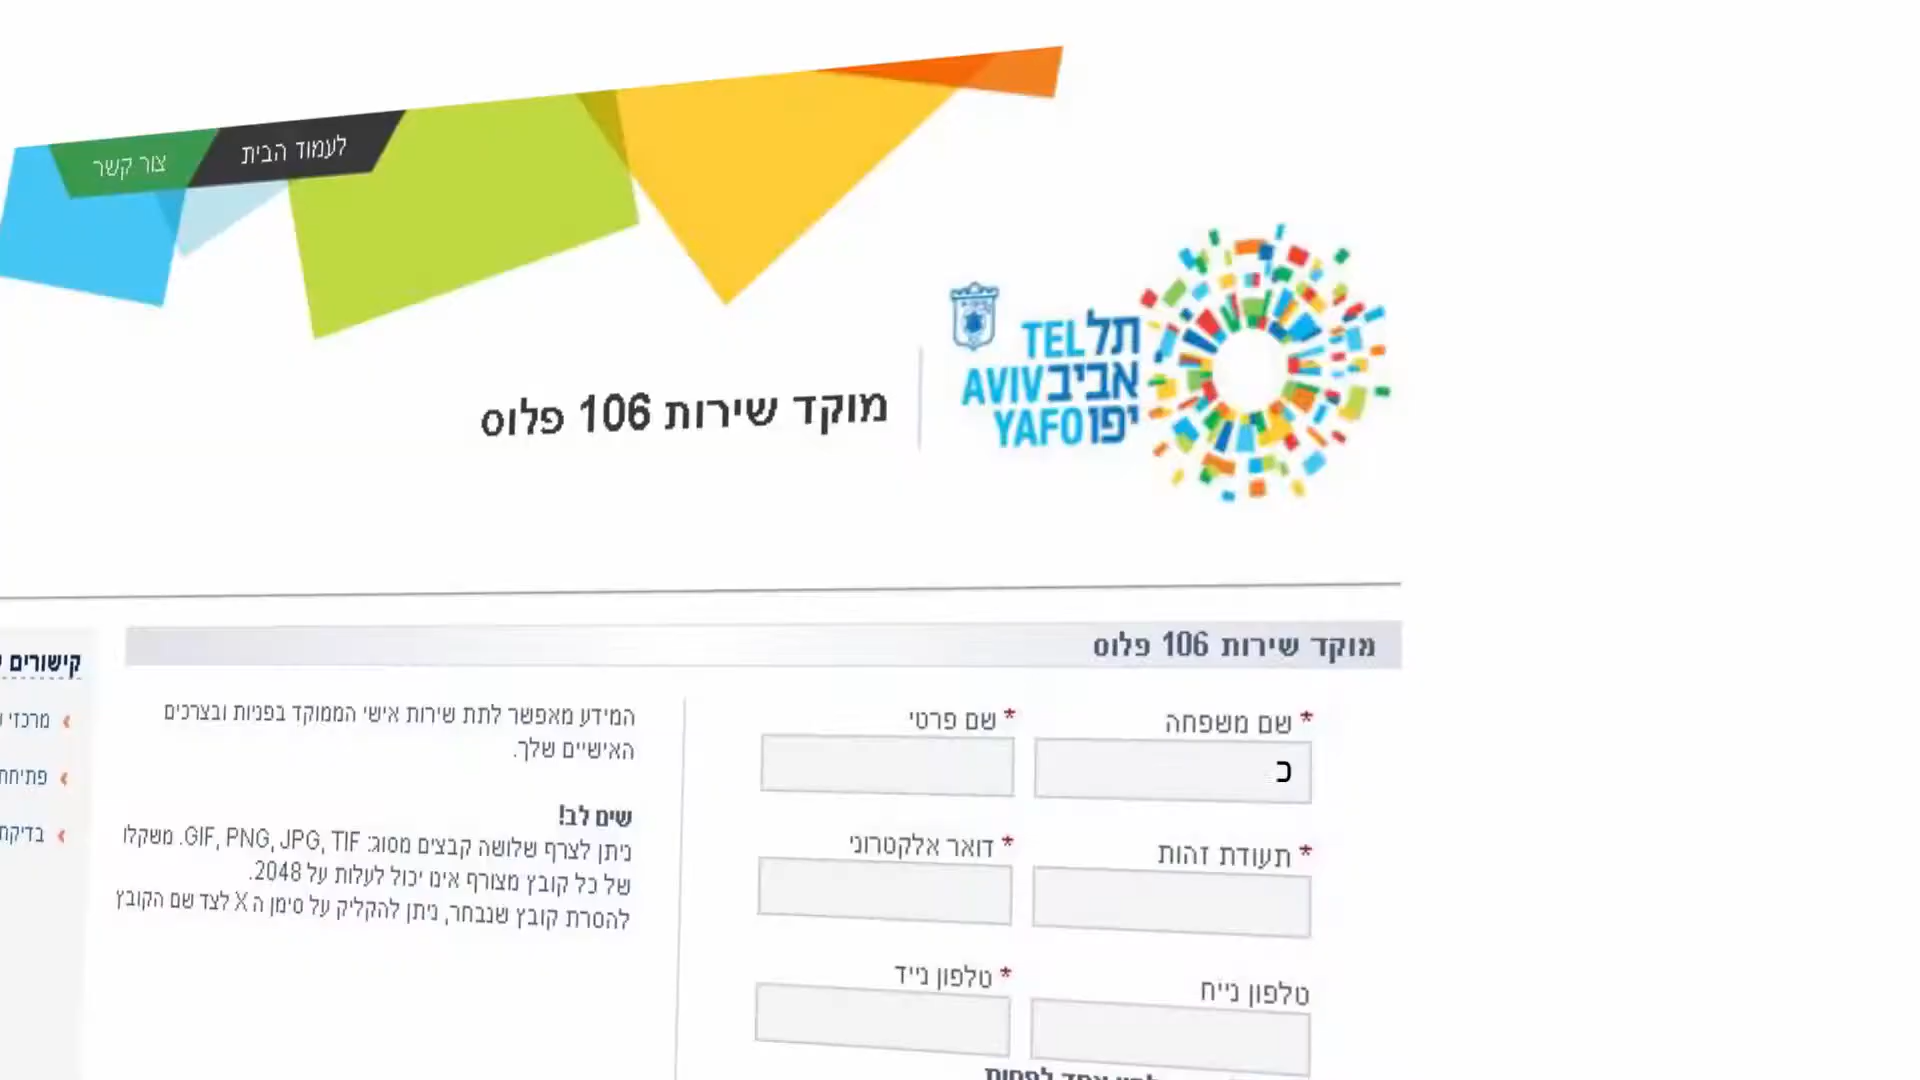 לעמוד הבית
צור קשר
תל TEL
אביב AVIV
יפו YAFO
מוקד שירות 106 פלוס
מוקד שירות 106 פלוס
* שם משפחה
* שם פרטי
כ
* תעודת זהות
* דואר אלקטרוני
טלפון נייח
* טלפון נייד
המידע מאפשר לתת שירות אישי הממוקד בפניות ובצרכים
האישיים שלך.
שים לב!
ניתן לצרף שלושה קבצים מסוג: GIF, PNG, JPG, TIF. משקלו
של כל קובץ מצורף אינו יכול לעלות על 2048.
להסרת קובץ שנבחר, ניתן להקליק על סימן ה X לצד שם הקובץ
קישורים
מרכזי
פתיחת
בדיקת